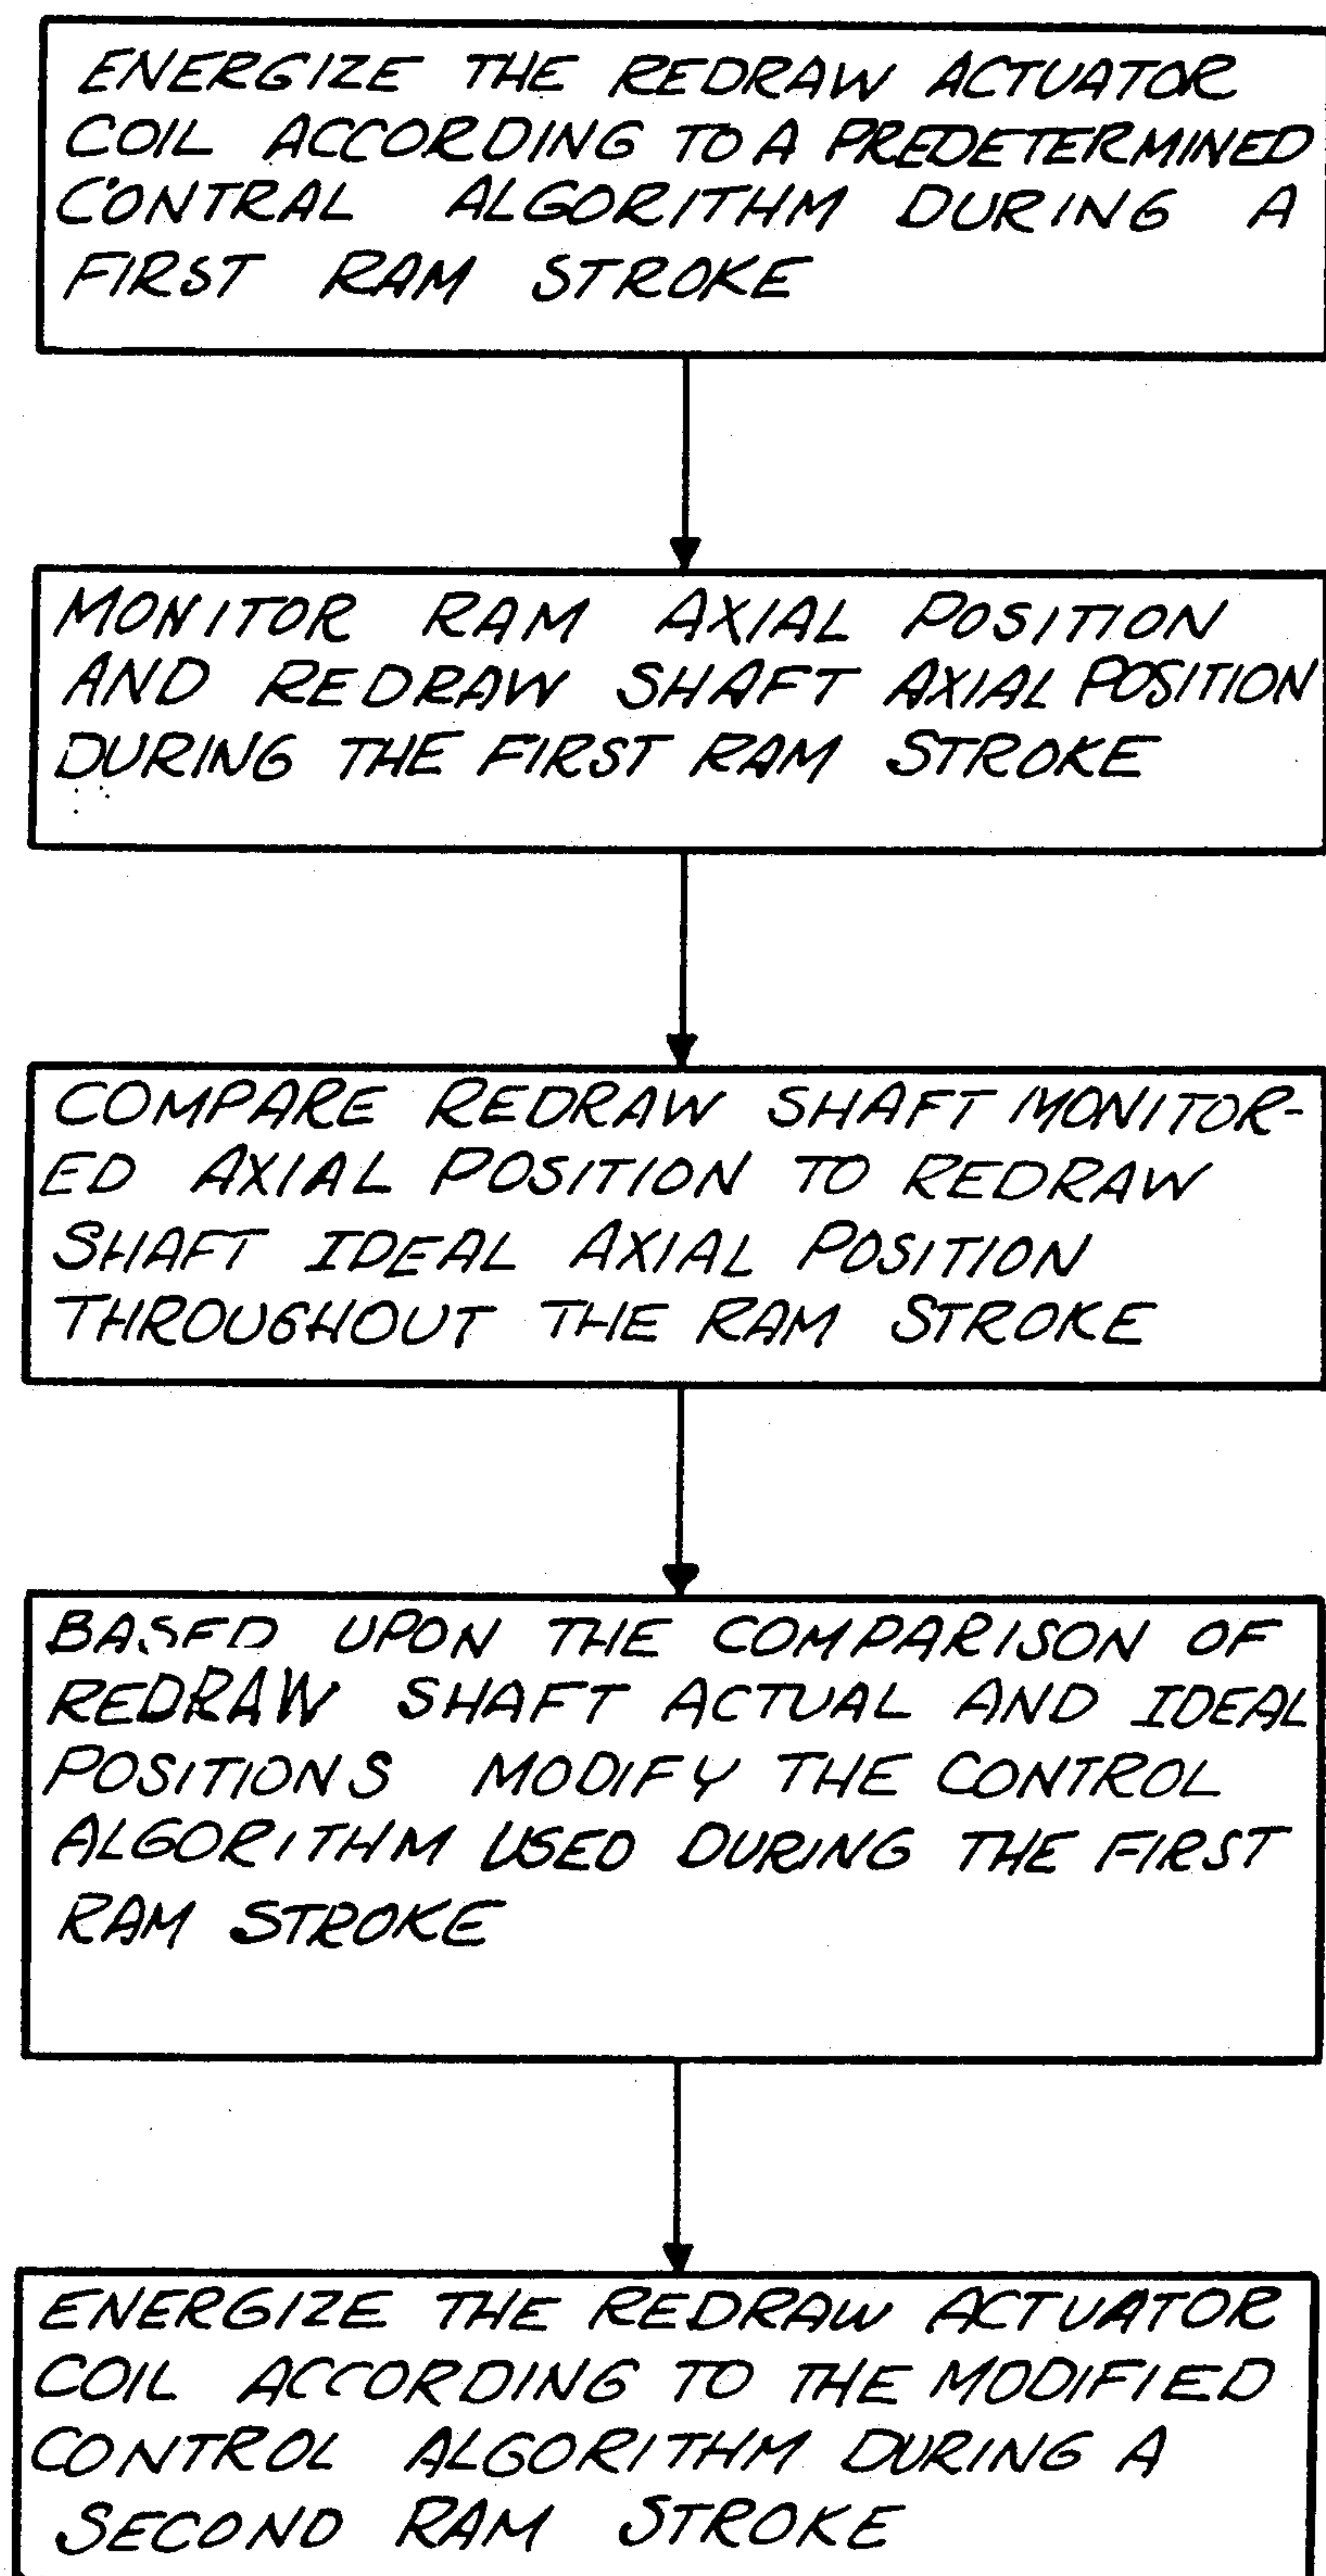 ENERGIZE THE REDRAW ACTUATOR
COIL ACCORDING TO A PREDETERMINED
CONTRAL ALGORITHM DURING A
FIRST RAM STROKE
MONITOR RAM AXIAL POSITION
AND REDRAW SHAFT AXIAL POSITION
DURING THE FIRST RAM STROKE
COMPARE REDRAW SHAFT MONITOR-
ED AXIAL POSITION TO REDRAW
SHAFT IDEAL AXIAL POSITION
THROUGHOUT THE RAM STROKE
BASED UPON THE COMPARISON OF
REDRAW SHAFT ACTUAL AND IDEAL
POSITIONS MODIFY THE CONTROL
ALGORITHM USED DURING THE FIRST
RAM STROKE
ENERGIZE THE REDRAW ACTUATOR
COIL ACCORDING TO THE MODIFIED
CONTROL ALGORITHM DURING A
SECOND RAM STROKE